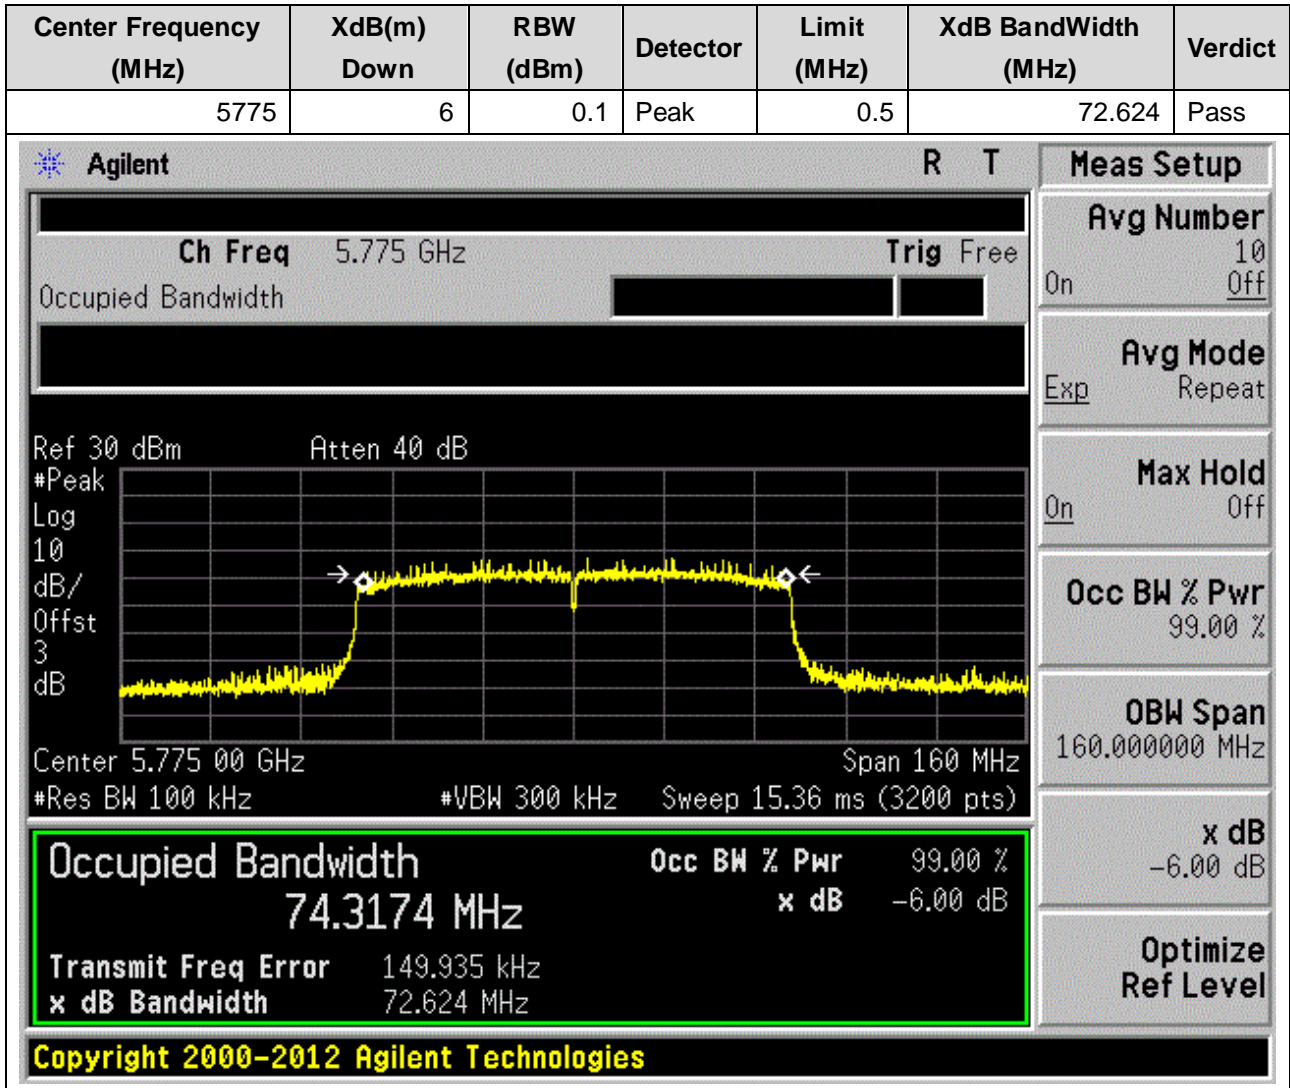 Center Frequency (MHz) XdB(m) Down RBW (dBm) Detector Limit (MHz) XdB BandWidth (MHz) Verdict
5775 6 0.1 Peak 0.5 72.624 Pass
Agilent R T
Ch Freq 5.775 GHz Trig Free
Occupied Bandwidth
Ref 30 dBm Atten 40 dB
#Peak
Log
10
dB/
Offst
3
dB
Center 5.775 00 GHz Span 160 MHz
#Res BW 100 kHz #VBW 300 kHz Sweep 15.36 ms (3200 pts)
Occupied Bandwidth Occ BW % Pwr 99.00 %
74.3174 MHz x dB -6.00 dB
Transmit Freq Error 149.935 kHz
x dB Bandwidth 72.624 MHz
Copyright 2000-2012 Agilent Technologies
Meas Setup
Avg Number
10
On Off
Avg Mode
Exp Repeat
Max Hold
On Off
Occ BW % Pwr
99.00 %
OBW Span
160.000000 MHz
x dB
-6.00 dB
Optimize
Ref Level